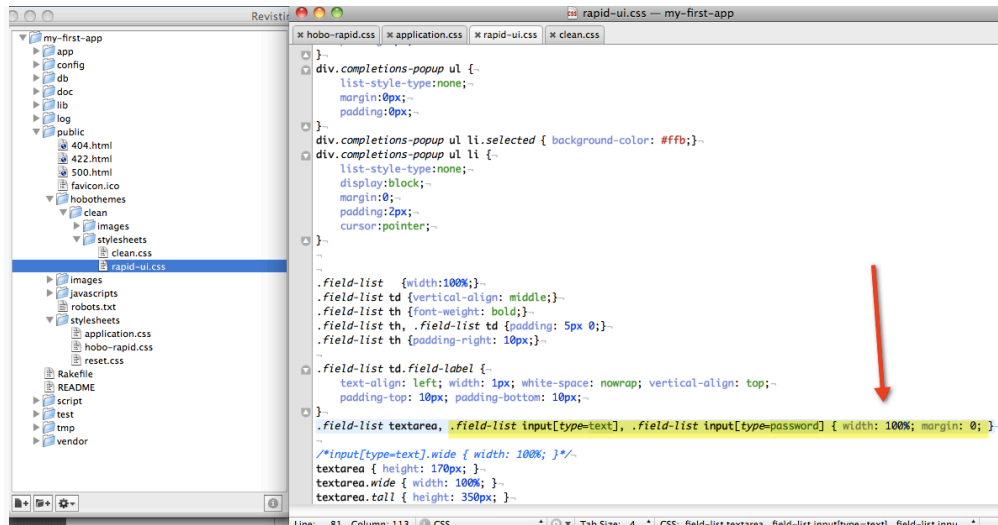 Revistin
rapid-ui.css — my-first-app
my-first-app
app
config
db
doc
lib
log
public
404.html
422.html
500.html
favicon.ico
hobothemes
clean
images
stylesheets
clean.css
rapid-ui.css
images
javascripts
robots.txt
stylesheets
application.css
hobo-rapid.css
reset.css
Rakefile
README
script
test
tmp
vendor
hobo-rapid.css application.css rapid-ui.css clean.css
}
div.completions-popup ul {
list-style-type:none;
margin:0px;
padding:0px;
}
div.completions-popup ul li.selected { background-color: #ffb;}
div.completions-popup ul li {
list-style-type:none;
display:block;
margin:0;
padding:2px;
cursor:pointer;
}
.field-list   {width:100%;}
.field-list td {vertical-align: middle;}
.field-list th {font-weight: bold;}
.field-list th, .field-list td {padding: 5px 0;}
.field-list th {padding-right: 10px;}
.field-list td.field-label {
text-align: left; width: 1px; white-space: nowrap; vertical-align: top;
padding-top: 10px; padding-bottom: 10px;
}
.field-list textarea, .field-list input[type=text], .field-list input[type=password] { width: 100%; margin: 0; }
/*input[type=text].wide { width: 100%; }*/
textarea { height: 170px; }
textarea.wide { width: 100%; }
textarea.tall { height: 350px; }
Line: 81 Column: 113 CSS Tab Size: 4 CSS: .field-list textarea, .field-list input[type=text], .field-list inpu